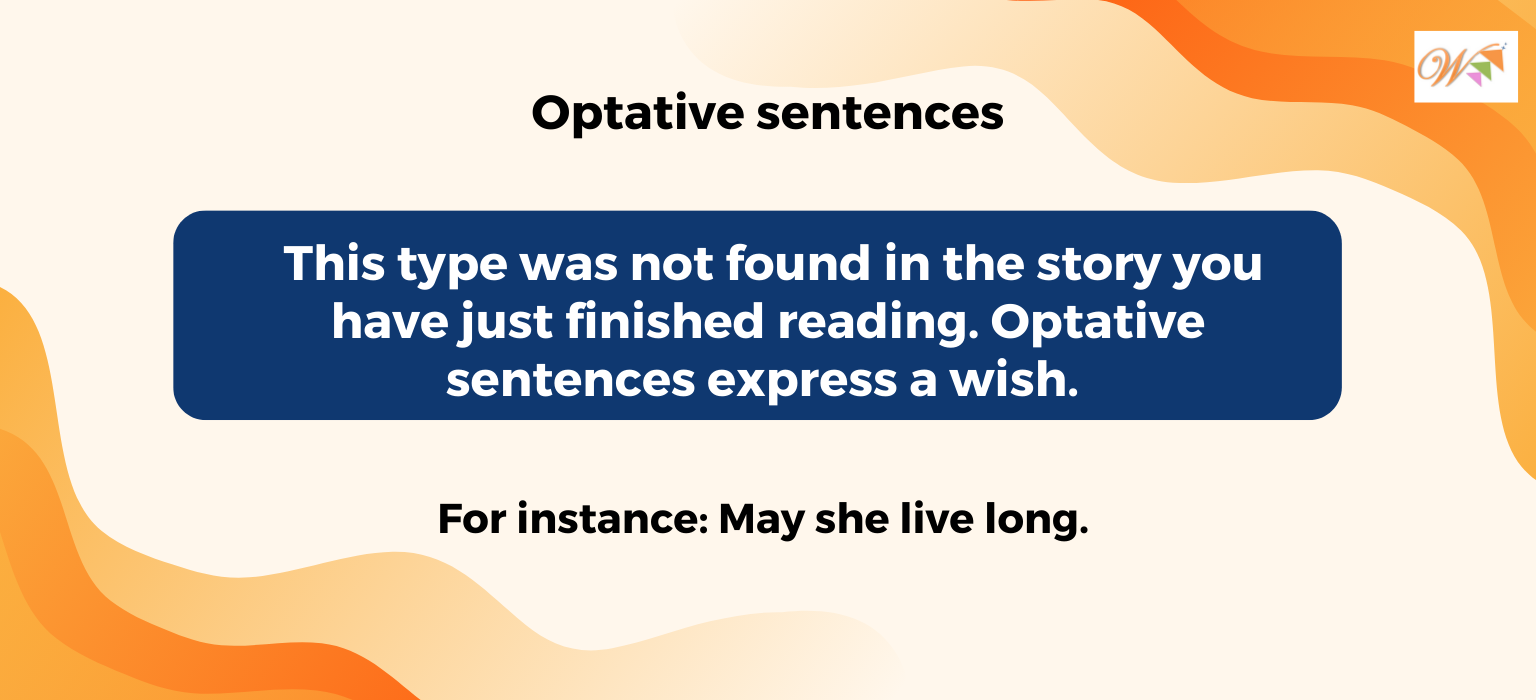 W
Optative sentences
This type was not found in the story you
have just finished reading. Optative
sentences express a wish.
For instance: May she live long.